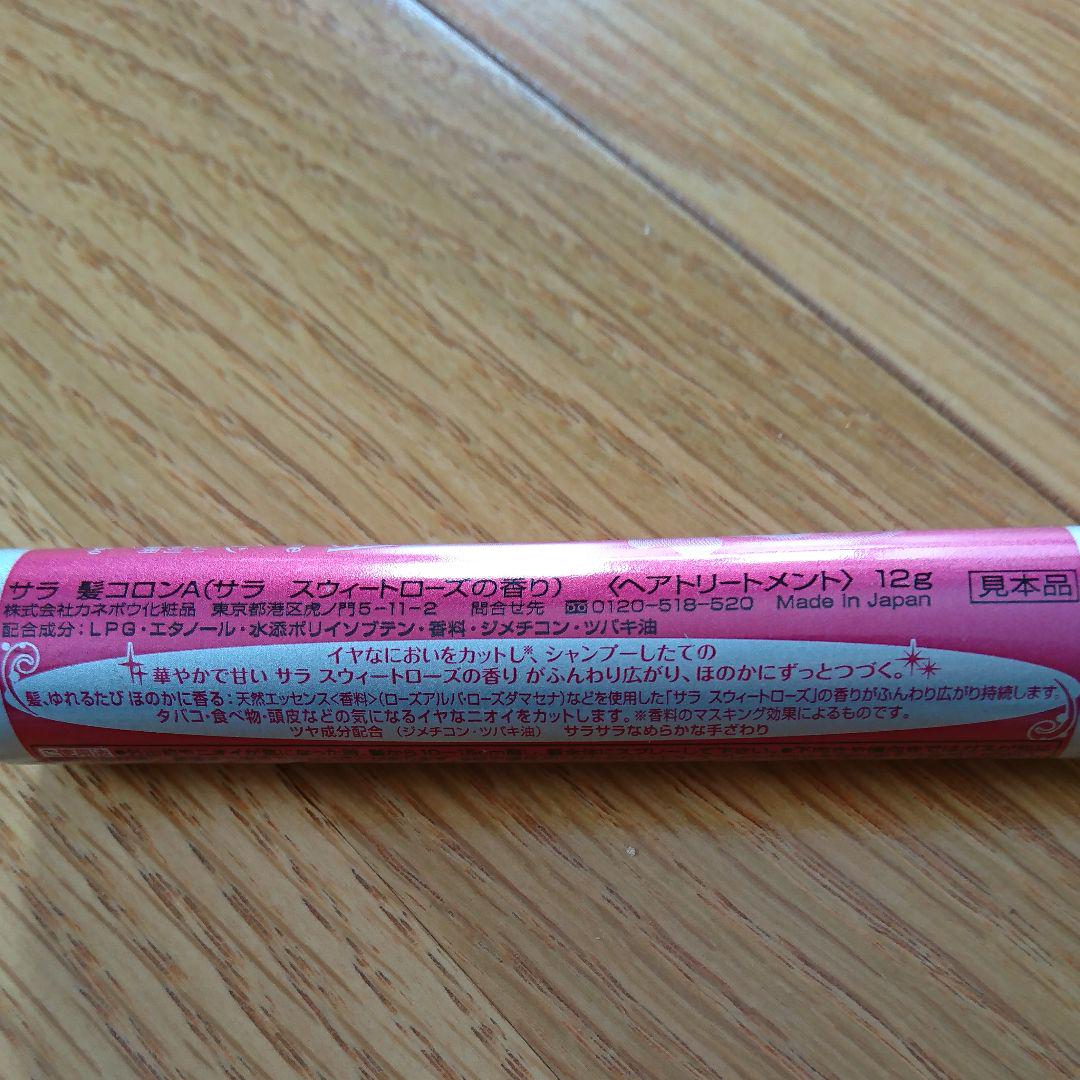 サラ 髪コロンA(サラ スウィートローズの香り) 〈ヘアトリートメント〉 12g 見本品
株式会社カネボウ化粧品 東京都港区虎ノ門5-11-2 問合せ先 0120-518-520 Made in Japan
配合成分:LPG・エタノール・水添ポリイソブテン・香料・ジメチコン・ツバキ油
イヤなにおいをカットし※、シャンプーしたての
華やかで甘い サラ スウィートローズの香り がふんわり広がり、ほのかにずっとつづく。
髪、ゆれるたび ほのかに香る:天然エッセンス<香料>(ローズアルバ・ローズダマセナ)などを使用した「サラ スウィートローズ」の香りがふんわり広がり持続します。
タバコ・食べ物・頭皮などの気になるイヤなニオイをカットします。※香料のマスキング効果によるものです。
ツヤ成分配合 (ジメチコン・ツバキ油) サラサラなめらかな手ざわり